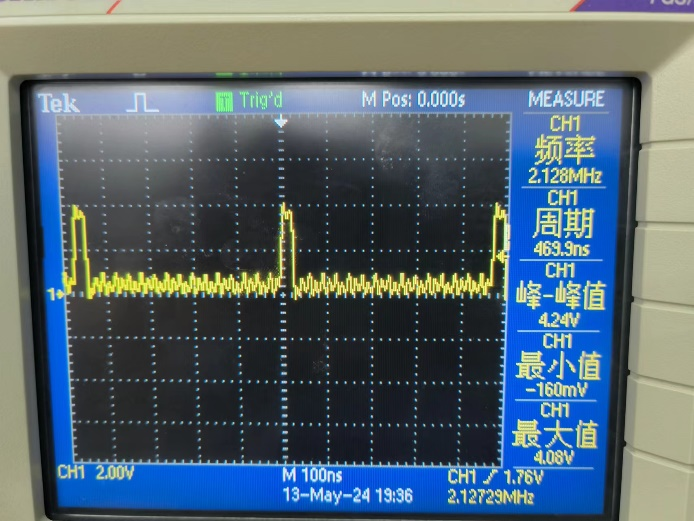 Tek
T Trig'd
M Pos: 0.000s
MEASURE
CH1
频率
2.128MHz
CH1
周期
469.9ns
CH1
峰-峰值
4.24V
CH1
最小值
-160mV
CH1
最大值
4.08V
1
CH1 2.00V
M 100ns
CH1 / 1.76V
13-May-24 19:36
2.12729MHz